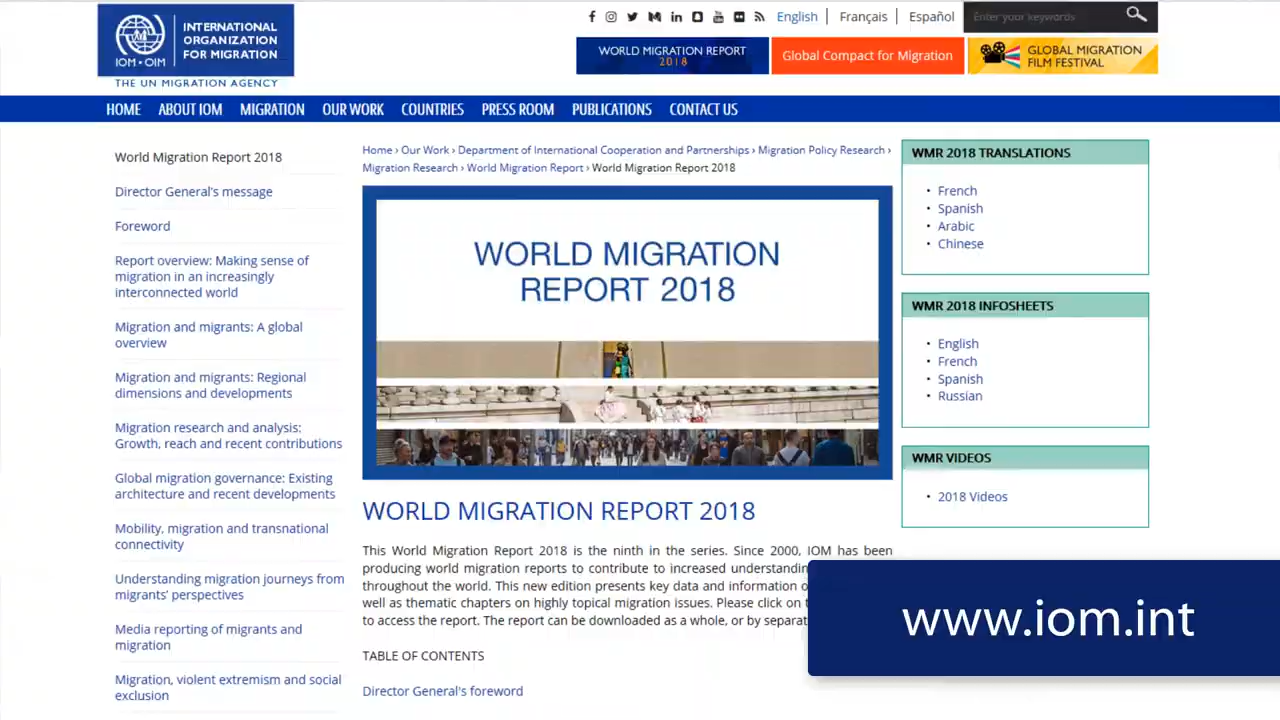 IOM • OIM
INTERNATIONAL
ORGANIZATION
FOR MIGRATION
THE UN MIGRATION AGENCY
English
Français
Español
Enter your keywords
WORLD MIGRATION REPORT
2018
Global Compact for Migration
GLOBAL MIGRATION
FILM FESTIVAL
HOME ABOUT IOM MIGRATION OUR WORK COUNTRIES PRESS ROOM PUBLICATIONS CONTACT US
World Migration Report 2018
Director General's message
Foreword
Report overview: Making sense of
migration in an increasingly
interconnected world
Migration and migrants: A global
overview
Migration and migrants: Regional
dimensions and developments
Migration research and analysis:
Growth, reach and recent contributions
Global migration governance: Existing
architecture and recent developments
Mobility, migration and transnational
connectivity
Understanding migration journeys from
migrants’ perspectives
Media reporting of migrants and
migration
Migration, violent extremism and social
exclusion
Home › Our Work › Department of International Cooperation and Partnerships › Migration Policy Research ›
Migration Research › World Migration Report › World Migration Report 2018
WORLD MIGRATION
REPORT 2018
WORLD MIGRATION REPORT 2018
This World Migration Report 2018 is the ninth in the series. Since 2000, IOM has been
producing world migration reports to contribute to increased understanding
throughout the world. This new edition presents key data and information
well as thematic chapters on highly topical migration issues. Please click on
to access the report. The report can be downloaded as a whole, or by
TABLE OF CONTENTS
Director General's foreword
WMR 2018 TRANSLATIONS
• French
• Spanish
• Arabic
• Chinese
WMR 2018 INFOSHEETS
• English
• French
• Spanish
• Russian
WMR VIDEOS
• 2018 Videos
www.iom.int